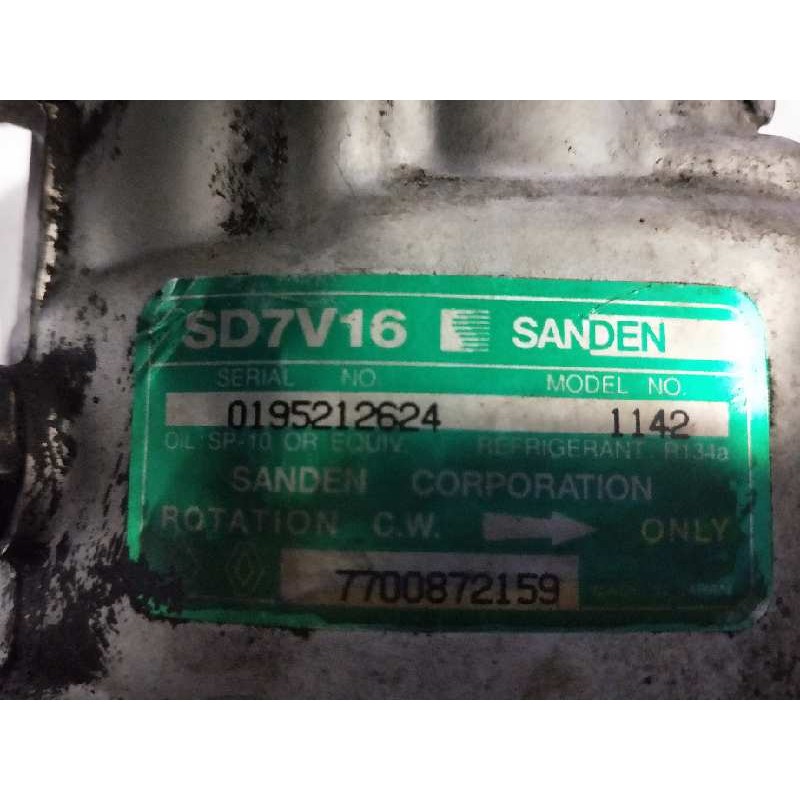 SD7V16 SANDEN
SERIAL NO. MODEL NO.
0195212624 1142
OIL: SP-10 OR EQUIV. REFRIGERANT R134a
SANDEN CORPORATION
ROTATION C.W. ONLY
7700872159